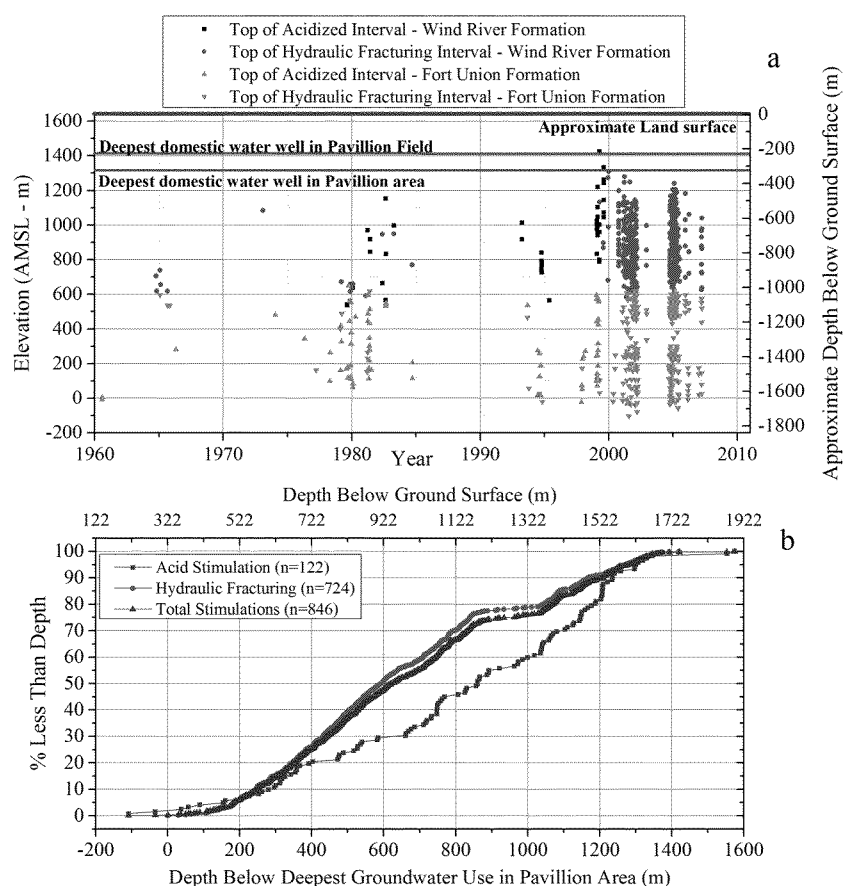 Top of Acidized Interval - Wind River Formation
Top of Hydraulic Fracturing Interval - Wind River Formation
Top of Acidized Interval - Fort Union Formation
Top of Hydraulic Fracturing Interval - Fort Union Formation
a
Elevation (AMSL - m)
1600
1400
1200
1000
800
600
400
200
0
-200
Approximate Land surface
Deepest domestic water well in Pavillion Field
Deepest domestic water well in Pavillion area
0
-200
-400
-600
-800
-1000
-1200
-1400
-1600
-1800
Approximate Depth Below Ground Surface (m)
1960 1970 1980 1990 2000 2010
Year
Depth Below Ground Surface (m)
122 322 522 722 922 1122 1322 1522 1722 1922
b
% Less Than Depth
100
90
80
70
60
50
40
30
20
10
0
Acid Stimulation (n=122)
Hydraulic Fracturing (n=724)
Total Stimulations (n=846)
-200 0 200 400 600 800 1000 1200 1400 1600
Depth Below Deepest Groundwater Use in Pavillion Area (m)